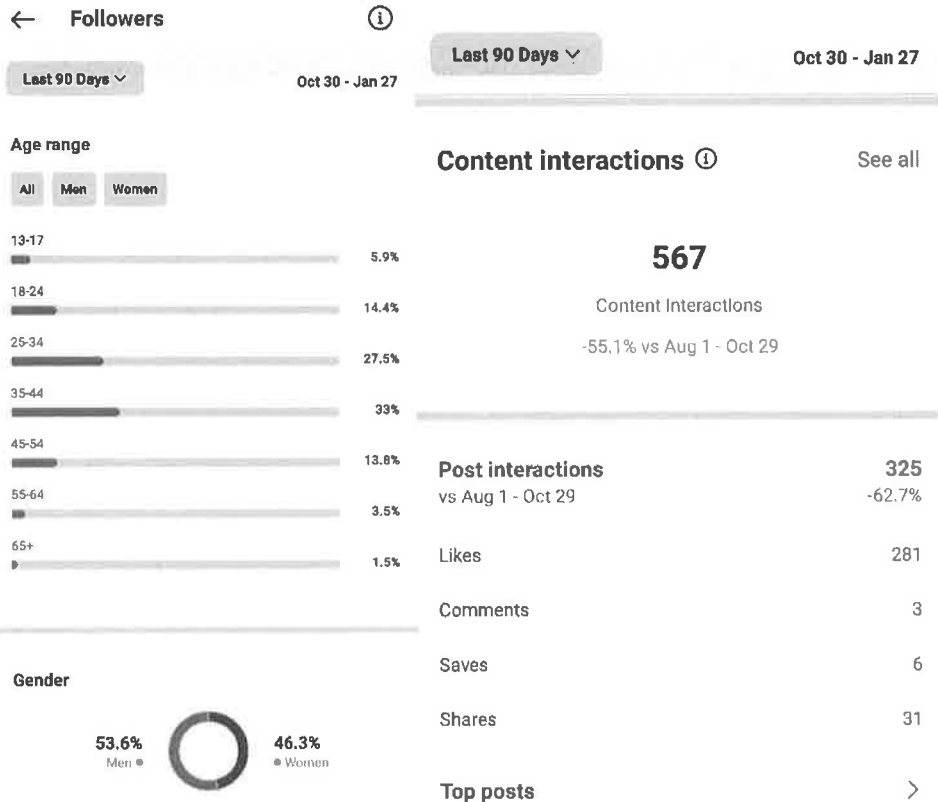 Followers
Last 90 Days
Oct 30 - Jan 27
Age range
All
Men
Women
13-17
5.9%
18-24
14.4%
25-34
27.5%
35-44
33%
45-54
13.8%
55-64
3.5%
65+
1.5%
Gender
53.6%
Men
46.3%
Women
Last 90 Days
Oct 30 - Jan 27
Content interactions
See all
567
Content Interactions
-55.1% vs Aug 1 - Oct 29
Post interactions
325
vs Aug 1 - Oct 29
-62.7%
Likes
281
Comments
3
Saves
6
Shares
31
Top posts